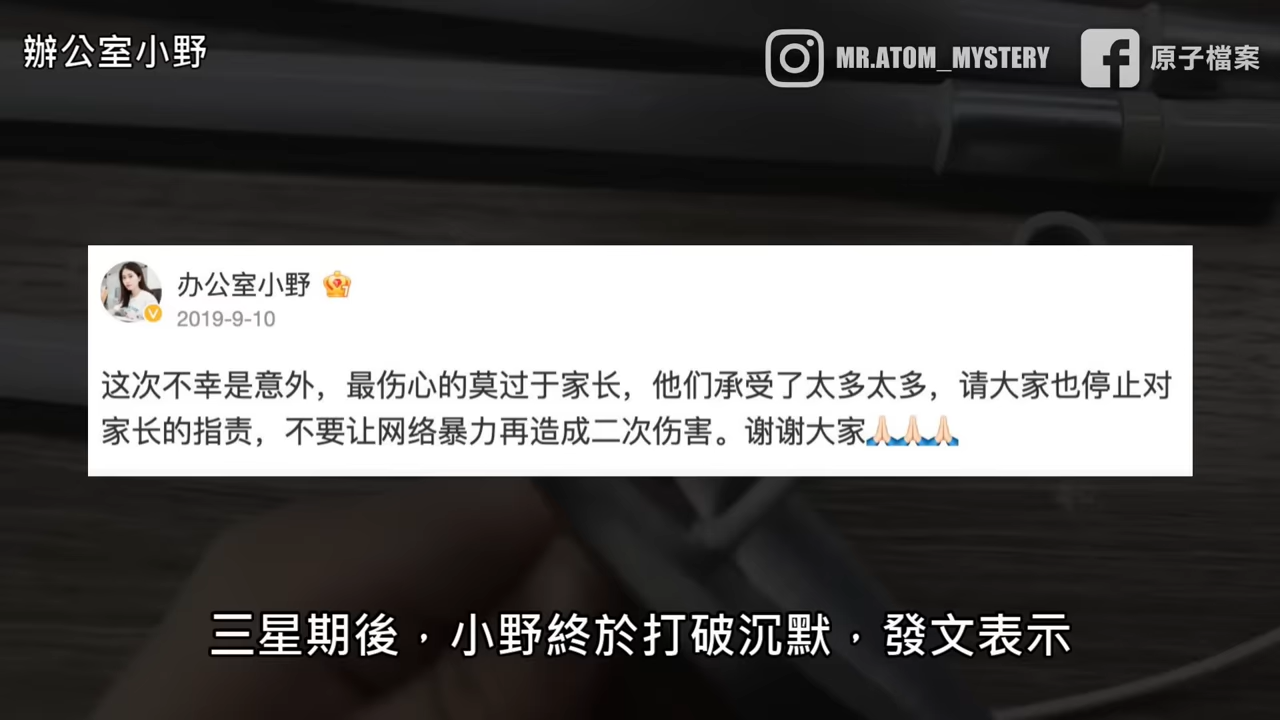 辦公室小野
MR.ATOM_MYSTERY
原子檔案
办公室小野
2019-9-10
这次不幸是意外，最伤心的莫过于家长，他们承受了太多太多，请大家也停止对
家长的指责，不要让网络暴力再造成二次伤害。谢谢大家🙏🏻🙏🏻🙏🏻
三星期後，小野終於打破沉默，發文表示